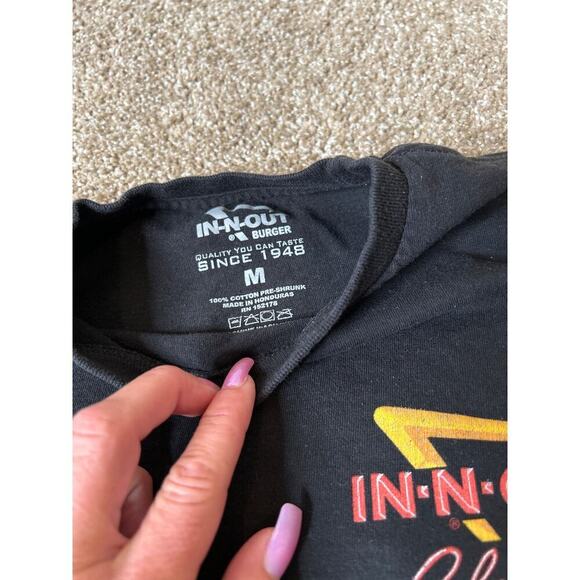 IN-N-OUT
® BURGER
QUALITY YOU CAN TASTE
SINCE 1948
M
100% COTTON PRE-SHRUNK
MADE IN HONDURAS
RN 152178
IN-N-
®